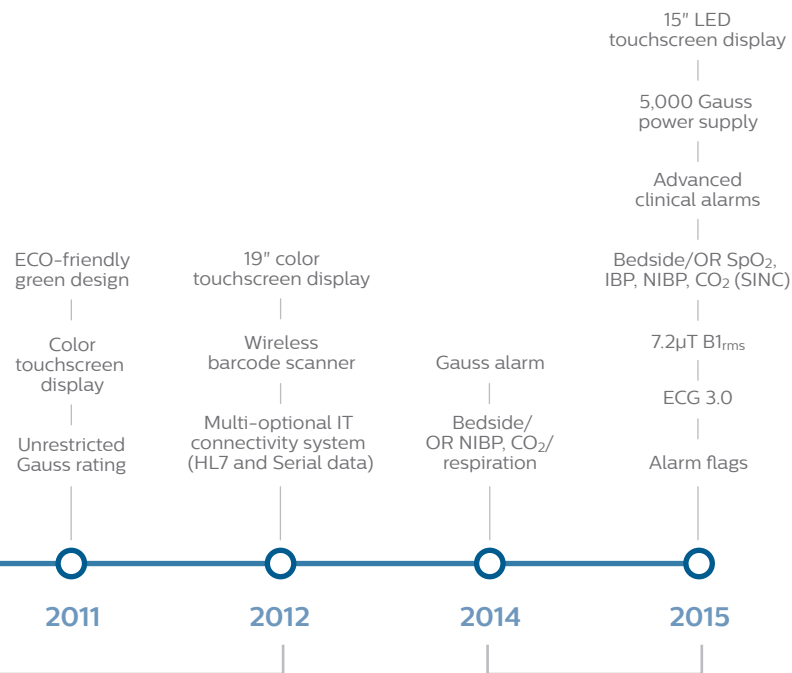 ECO-friendly
green design
Color
touchscreen
display
Unrestricted
Gauss rating
2011
19" color
touchscreen display
Wireless
barcode scanner
Multi-optional IT
connectivity system
(HL7 and Serial data)
2012
Gauss alarm
Bedside/
OR NIBP, CO₂/
respiration
2014
15" LED
touchscreen display
5,000 Gauss
power supply
Advanced
clinical alarms
Bedside/OR SpO₂,
IBP, NIBP, CO₂ (SINC)
7.2µT B1rms
ECG 3.0
Alarm flags
2015